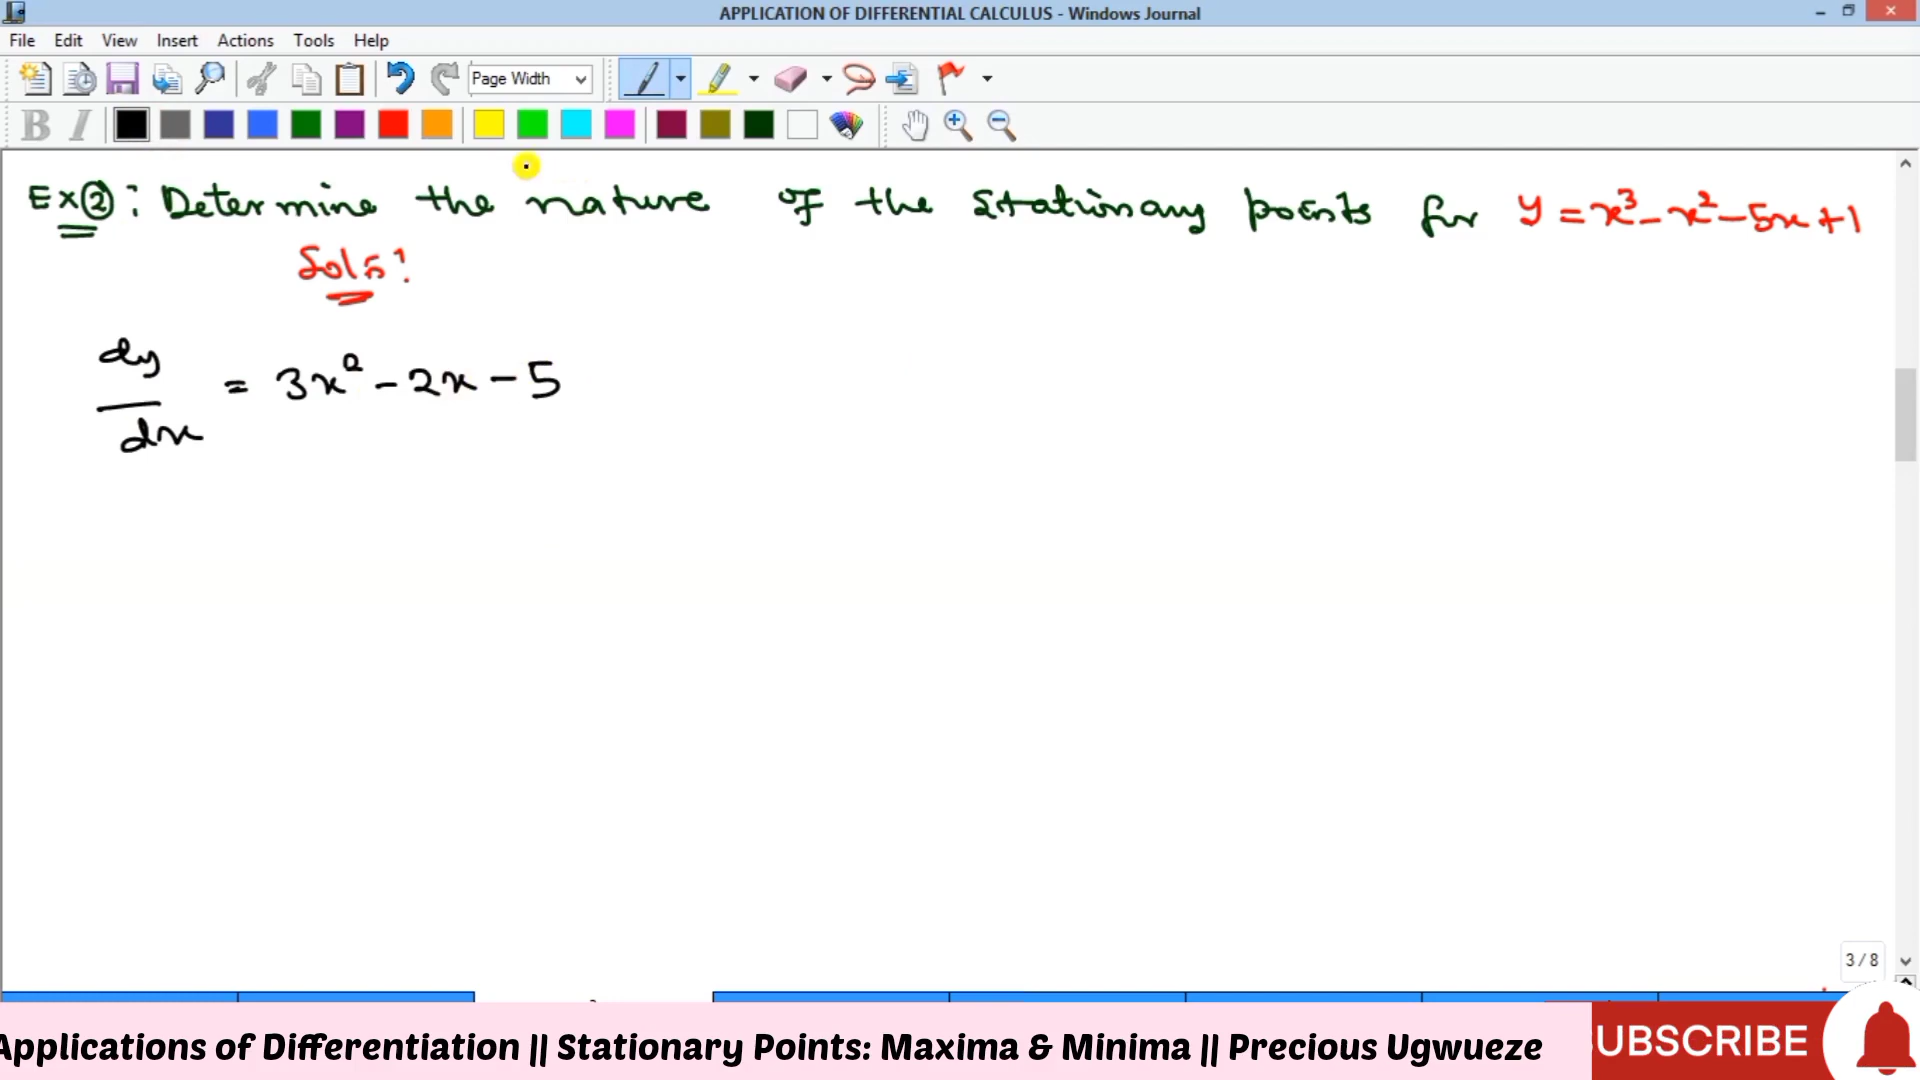 APPLICATION OF DIFFERENTIAL CALCULUS - Windows Journal
File Edit View Insert Actions Tools Help
Page Width
B I
Ex②: Determine the nature of the stationary points for y = x³ - x² - 5x + 1
Soln:
dy
= 3x² - 2x - 5
dx
3 / 8
Applications of Differentiation || Stationary Points: Maxima & Minima || Precious Ugwueze
SUBSCRIBE